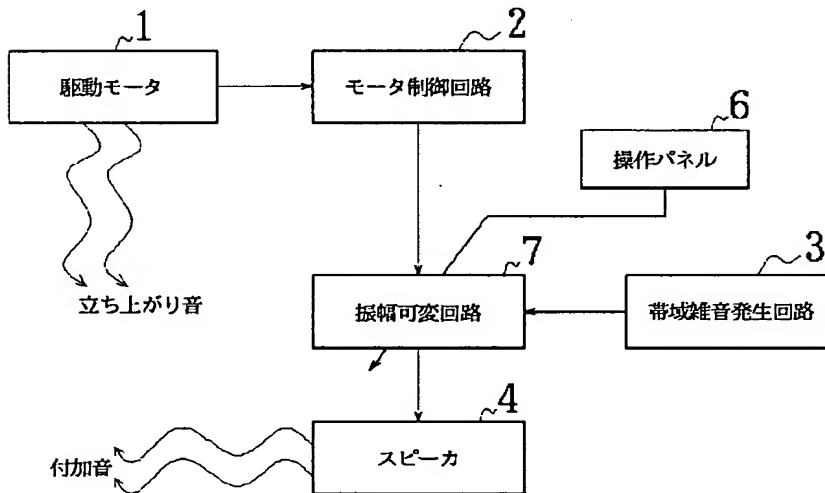 1
駆動モータ
2
モータ制御回路
6
操作パネル
立ち上がり音
7
振幅可変回路
3
帯域雑音発生回路
4
スピーカ
付加音